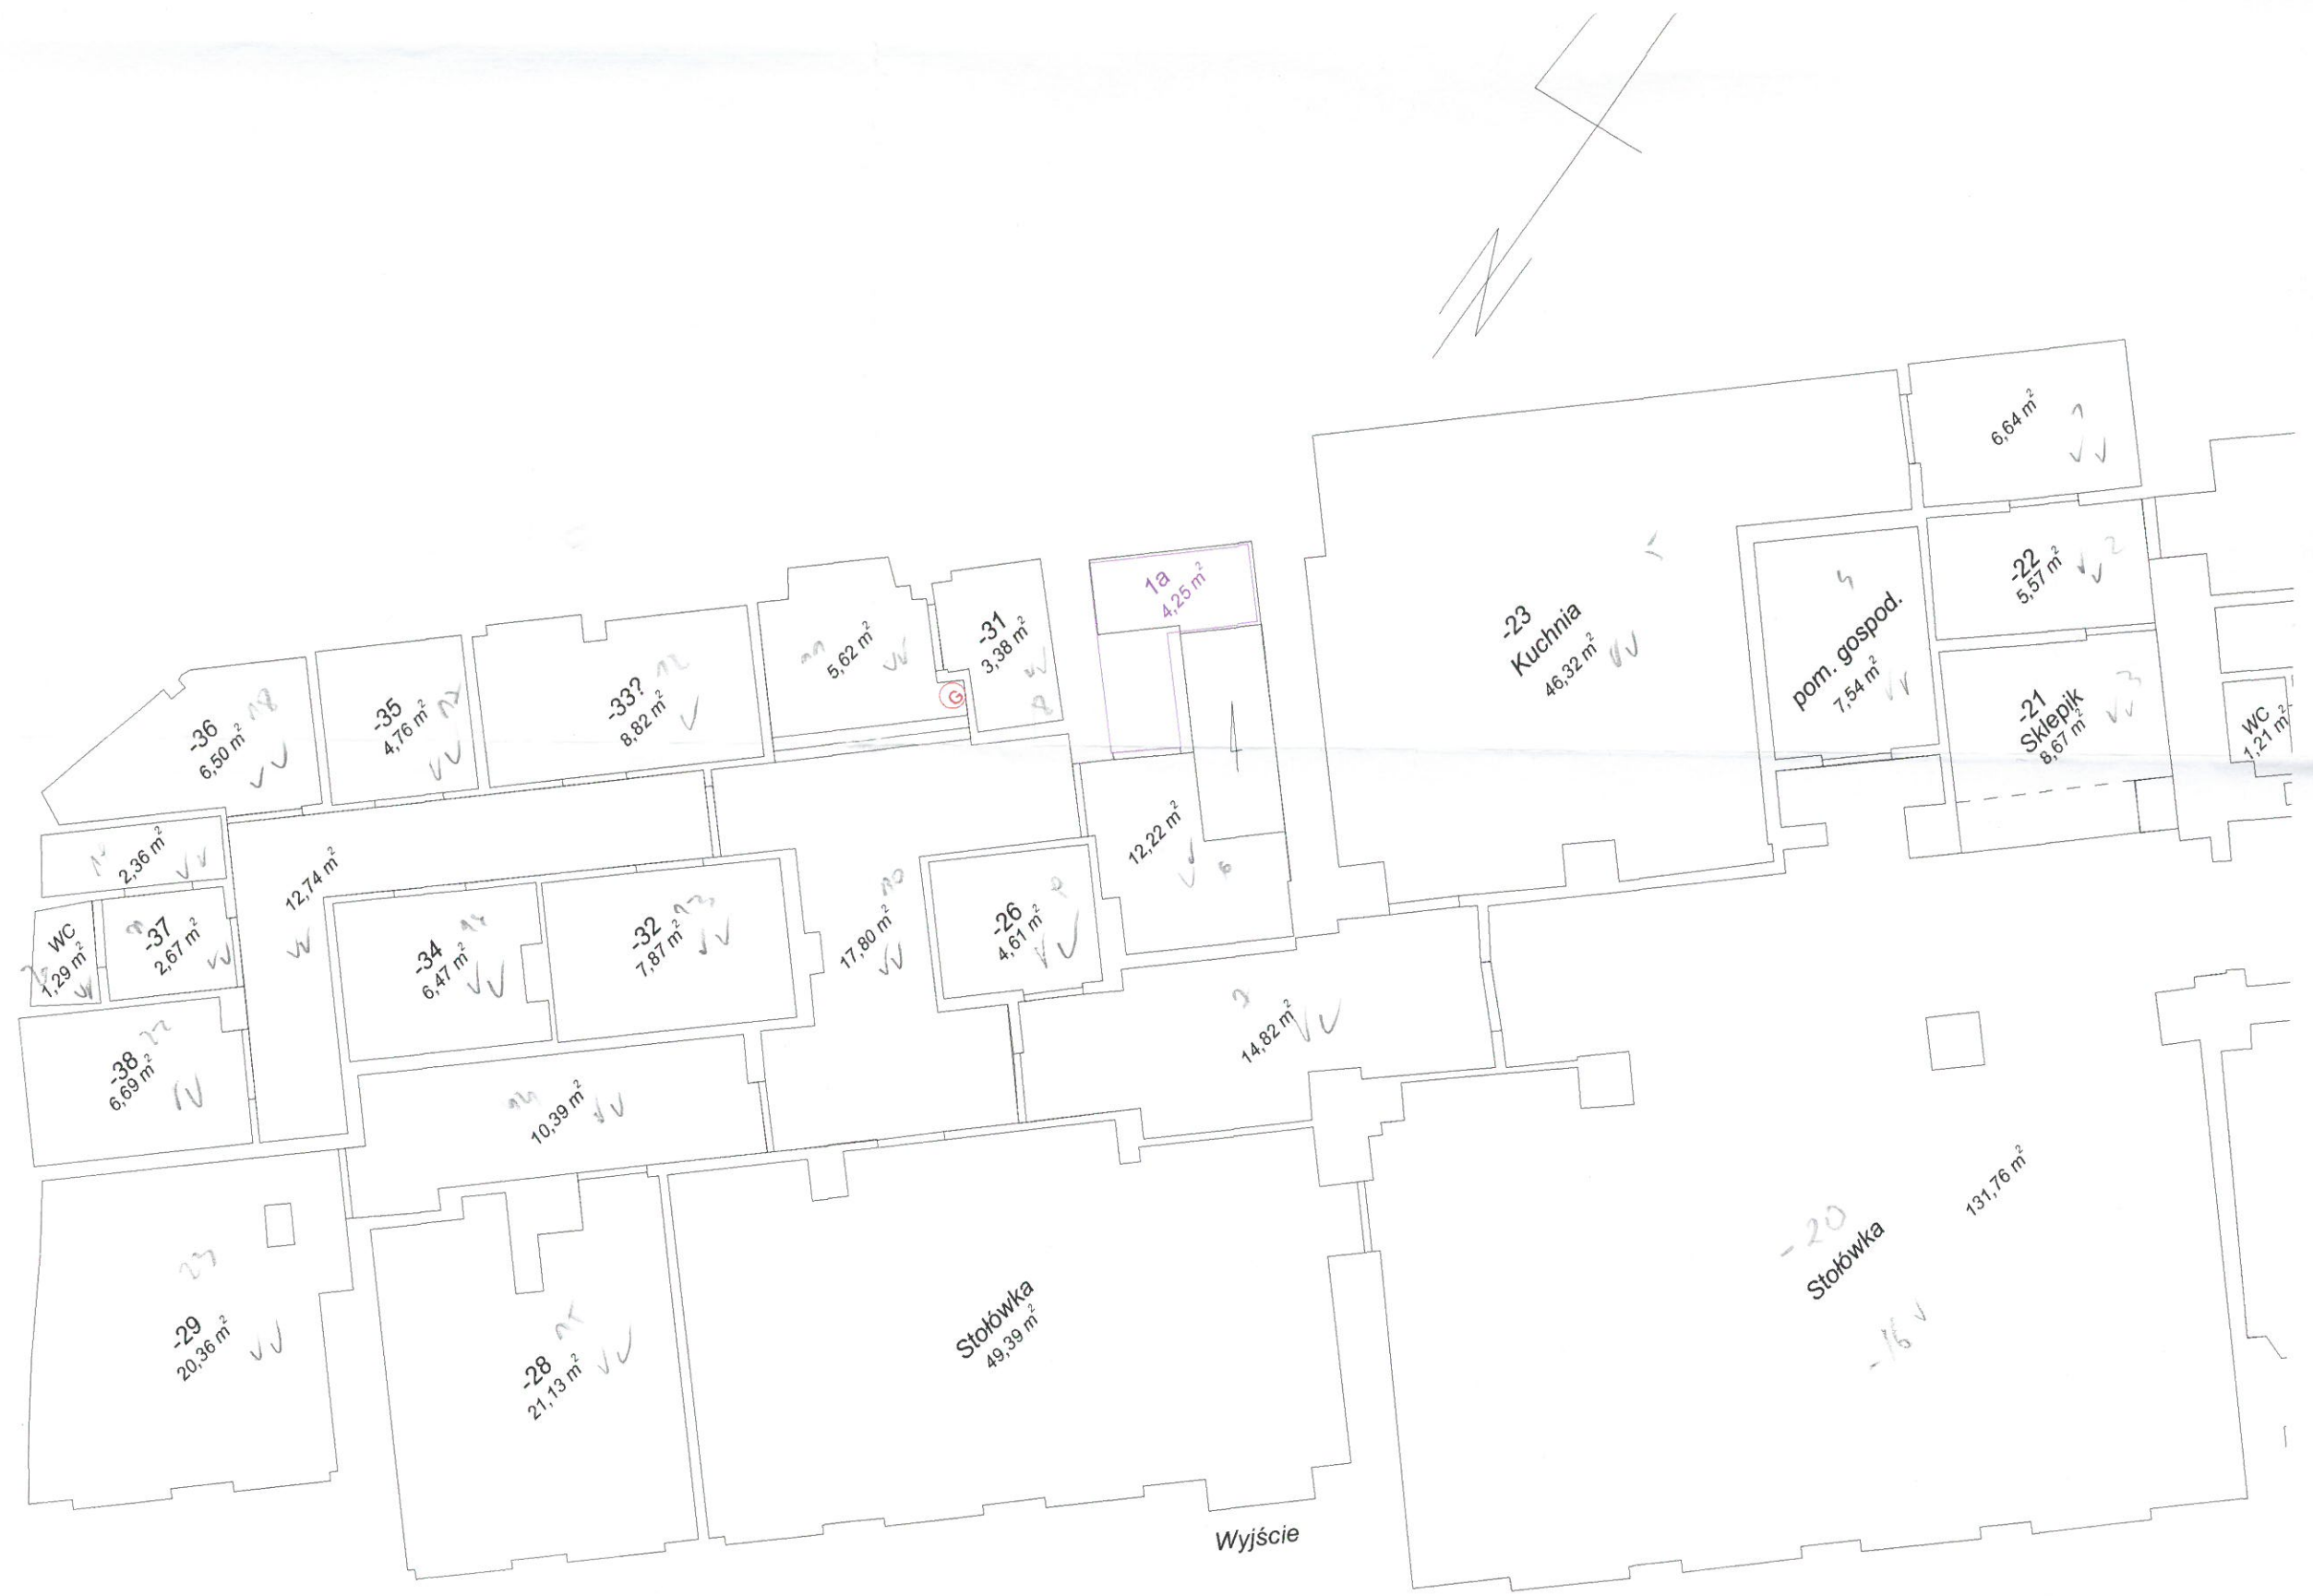 6,64 m²
-22
5,57 m²
-21
Sklepik
8,67 m²
WC
1,21 m²
pom. gospod.
7,54 m²
-23
Kuchnia
46,32 m²
1a
4,25 m²
-31
3,38 m²
G
5,62 m²
-33?
8,82 m²
-35
4,76 m²
-36
6,50 m²
2,36 m²
12,74 m²
WC
1,29 m²
-37
2,67 m²
-34
6,47 m²
-32
7,87 m²
17,80 m²
-26
4,61 m²
12,22 m²
14,82 m²
-38
6,69 m²
10,39 m²
-29
20,36 m²
-28
21,13 m²
Stołówka
49,39 m²
-20
Stołówka
131,76 m²
-16
Wyjście